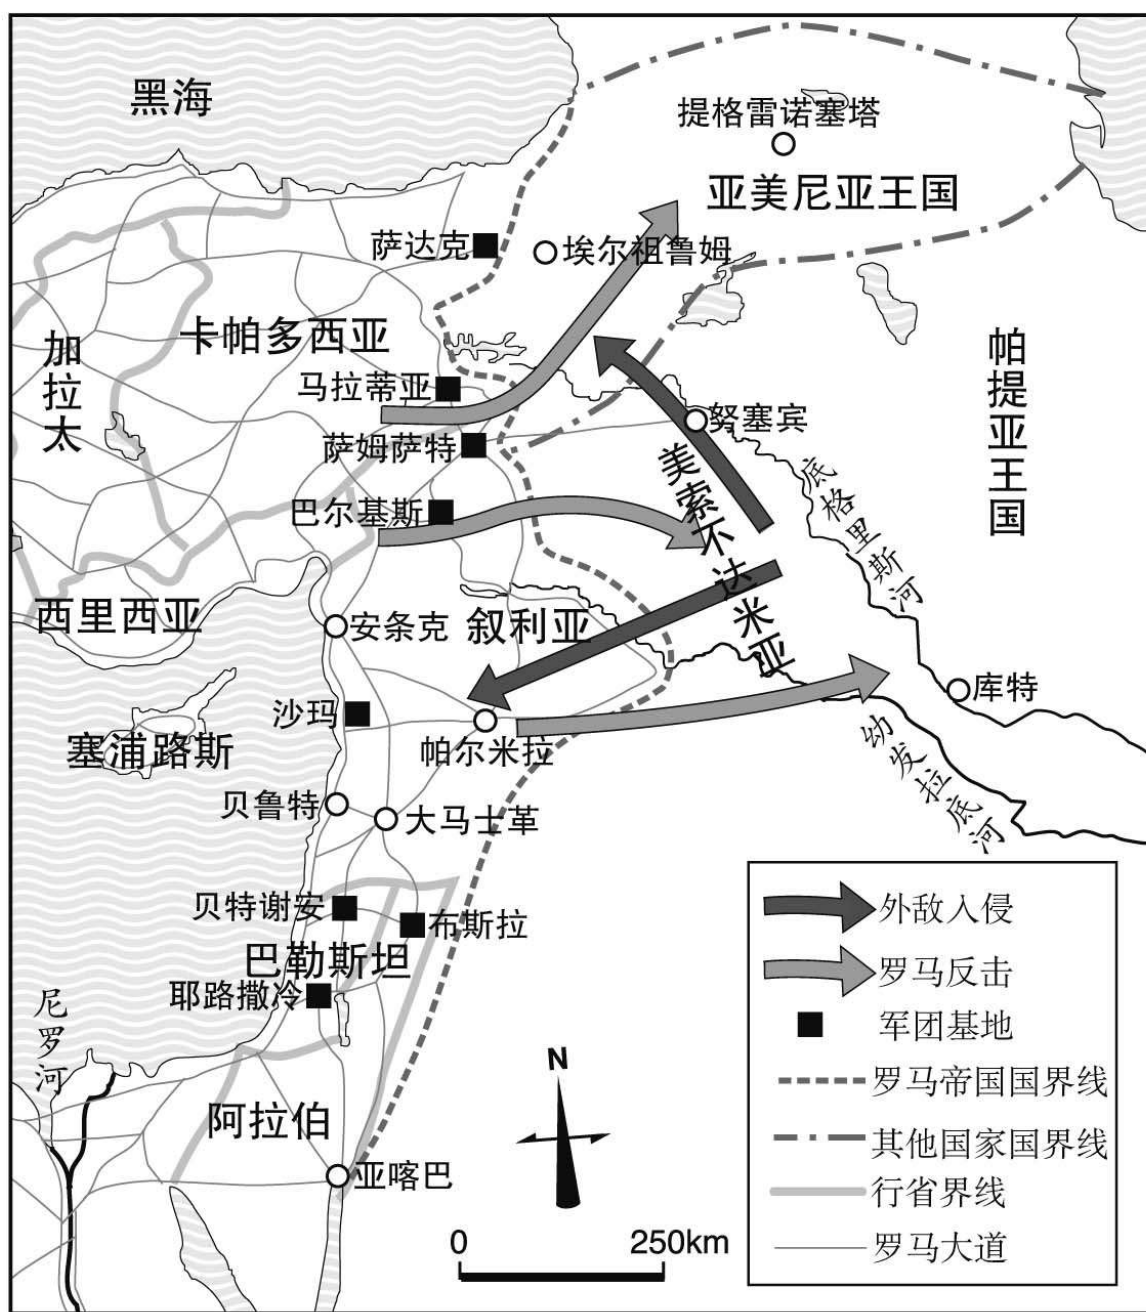 黑海
提格雷诺塞塔
亚美尼亚王国
萨达克
埃尔祖鲁姆
卡帕多西亚
加拉太
帕提亚王国
马拉蒂亚
努塞宾
萨姆萨特
美索不达米亚
底格里斯河
巴尔基斯
西里西亚
安条克
叙利亚
沙玛
库特
塞浦路斯
帕尔米拉
幼发拉底河
贝鲁特
大马士革
贝特谢安
布斯拉
巴勒斯坦
耶路撒冷
尼罗河
阿拉伯
亚喀巴
N
0 250km
外敌入侵
罗马反击
军团基地
罗马帝国国界线
其他国家国界线
行省界线
罗马大道